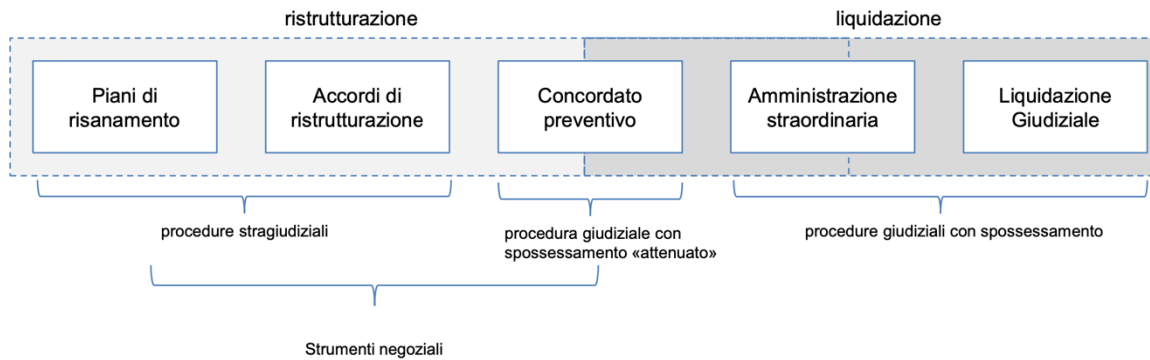 ristrutturazione
liquidazione
Piani di
risanamento
Accordi di
ristrutturazione
Concordato
preventivo
Amministrazione
straordinaria
Liquidazione
Giudiziale
procedure stragiudiziali
procedura giudiziale con
spossessamento «attenuato»
procedure giudiziali con spossessamento
Strumenti negoziali